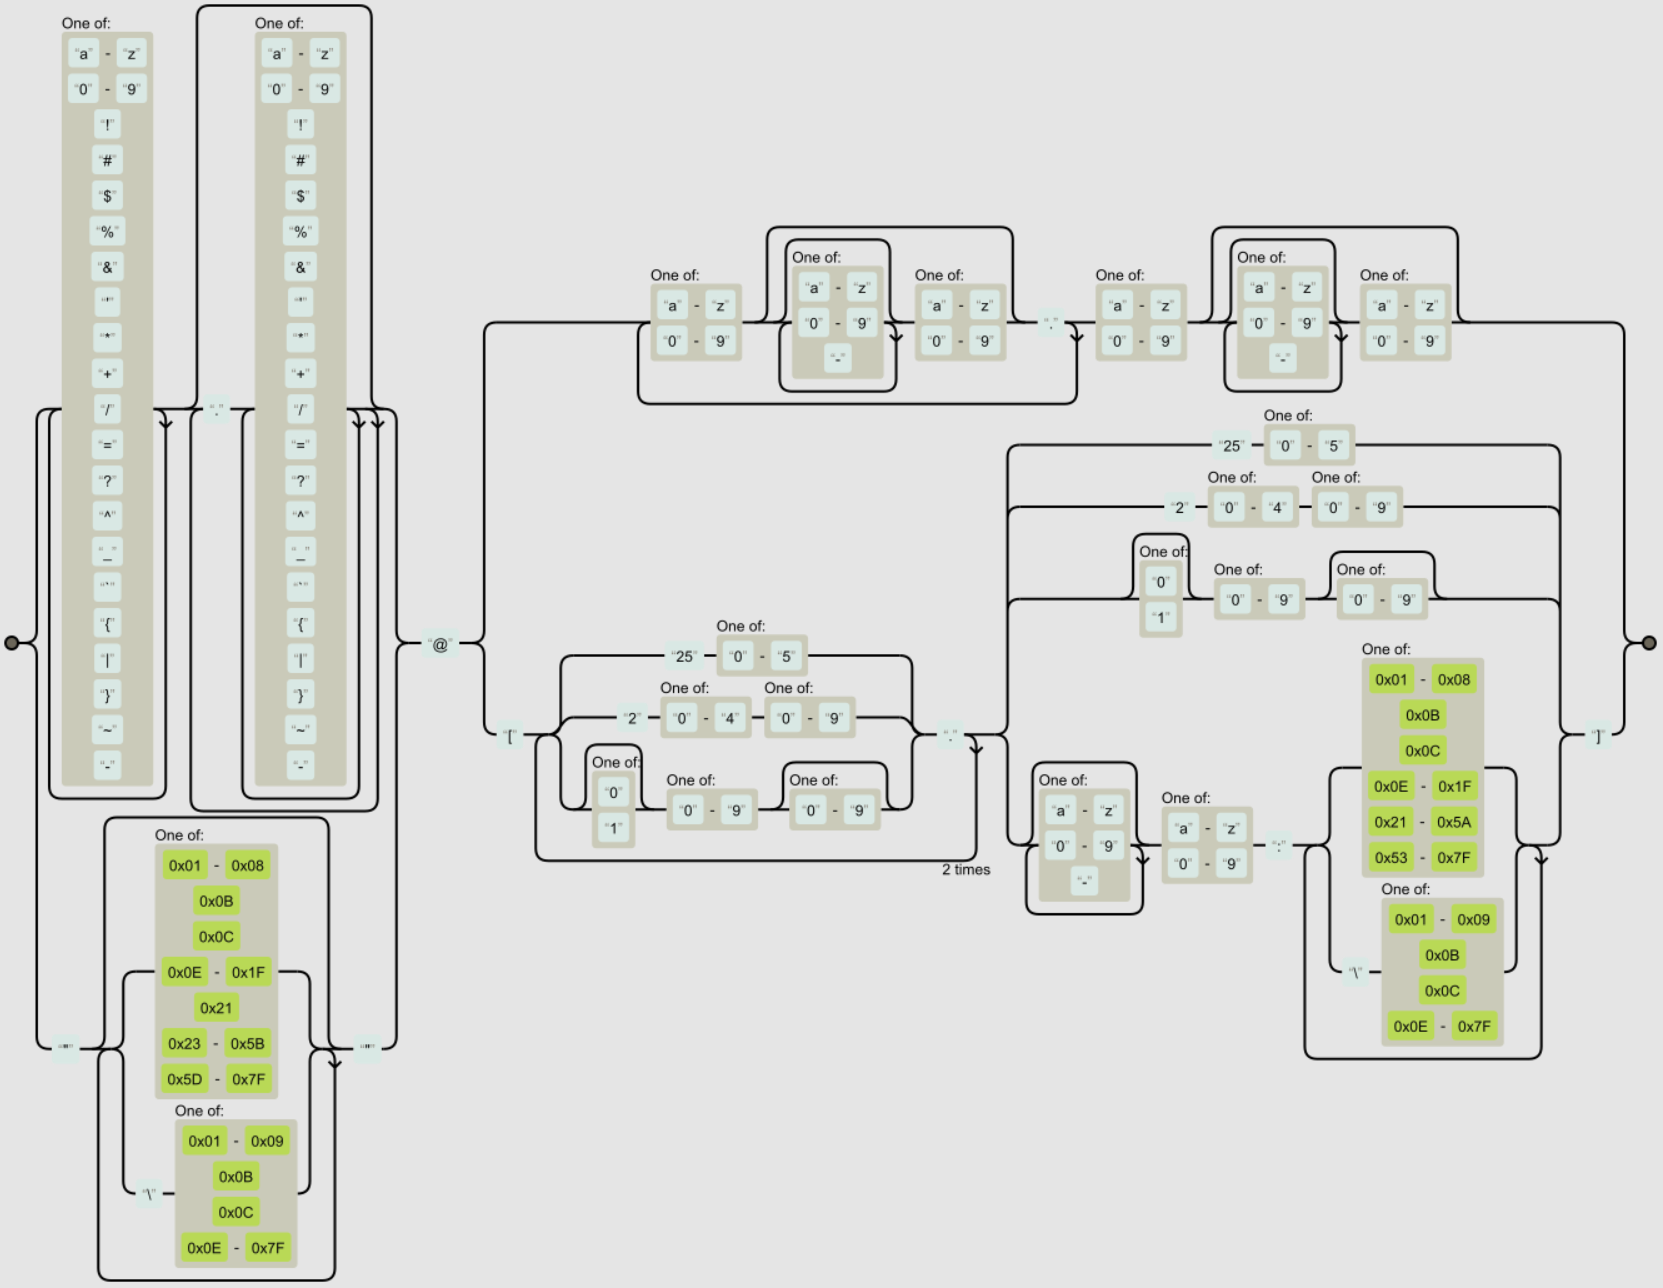 One of:
“a” - “z”
“0” - “9”
“!”
“#”
“$”
“%”
“&”
“'”
“*”
“+”
“/”
“=”
“?”
“^”
“_”
“`”
“{”
“|”
“}”
“~”
“-”
“.”
One of:
“a” - “z”
“0” - “9”
“!”
“#”
“$”
“%”
“&”
“'”
“*”
“+”
“/”
“=”
“?”
“^”
“_”
“`”
“{”
“|”
“}”
“~”
“-”
“"”
One of:
0x01 - 0x08
0x0B
0x0C
0x0E - 0x1F
0x21
0x23 - 0x5B
0x5D - 0x7F
“\”
One of:
0x01 - 0x09
0x0B
0x0C
0x0E - 0x7F
“"”
“@”
One of:
“a” - “z”
“0” - “9”
One of:
“a” - “z”
“0” - “9”
“-”
One of:
“a” - “z”
“0” - “9”
“.”
One of:
“a” - “z”
“0” - “9”
One of:
“a” - “z”
“0” - “9”
“-”
One of:
“a” - “z”
“0” - “9”
“[”
“25”
One of:
“0” - “5”
“2”
One of:
“0” - “4”
One of:
“0” - “9”
One of:
“0”
“1”
One of:
“0” - “9”
One of:
“0” - “9”
“.”
2 times
“25”
One of:
“0” - “5”
“2”
One of:
“0” - “4”
One of:
“0” - “9”
One of:
“0”
“1”
One of:
“0” - “9”
One of:
“0” - “9”
One of:
“a” - “z”
“0” - “9”
“-”
One of:
“a” - “z”
“0” - “9”
“:”
One of:
0x01 - 0x08
0x0B
0x0C
0x0E - 0x1F
0x21 - 0x5A
0x53 - 0x7F
“\”
One of:
0x01 - 0x09
0x0B
0x0C
0x0E - 0x7F
“]”